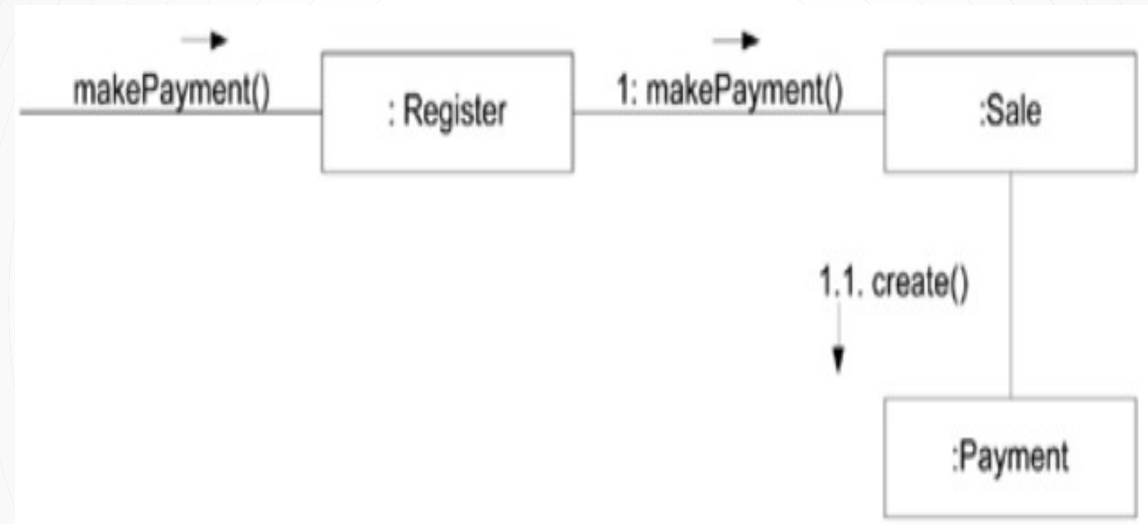 makePayment()
: Register
1: makePayment()
:Sale
1.1. create()
:Payment